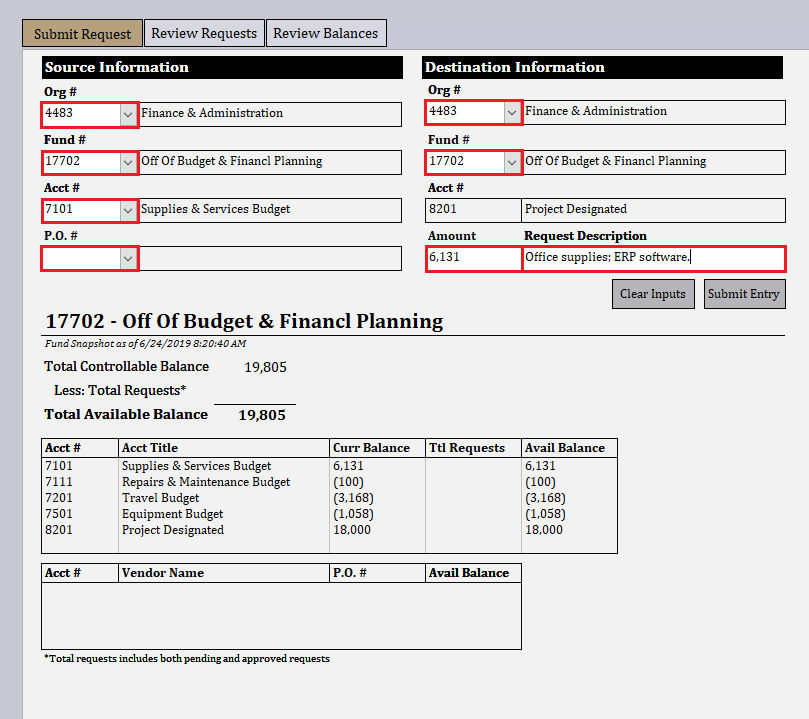 Submit Request Review Requests Review Balances
Source Information Destination Information
Org # Org #
4483 Finance & Administration 4483 Finance & Administration
Fund # Fund #
17702 Off Of Budget & Financl Planning 17702 Off Of Budget & Financl Planning
Acct # Acct #
7101 Supplies & Services Budget 8201 Project Designated
P.O. # Amount Request Description
6,131 Office supplies; ERP software.
Clear Inputs Submit Entry
17702 - Off Of Budget & Financl Planning
Fund Snapshot as of 6/24/2019 8:20:40 AM
Total Controllable Balance 19,805
Less: Total Requests*
Total Available Balance 19,805
Acct # Acct Title Curr Balance Ttl Requests Avail Balance
7101 Supplies & Services Budget 6,131 6,131
7111 Repairs & Maintenance Budget (100) (100)
7201 Travel Budget (3,168) (3,168)
7501 Equipment Budget (1,058) (1,058)
8201 Project Designated 18,000 18,000
Acct # Vendor Name P.O. # Avail Balance
*Total requests includes both pending and approved requests